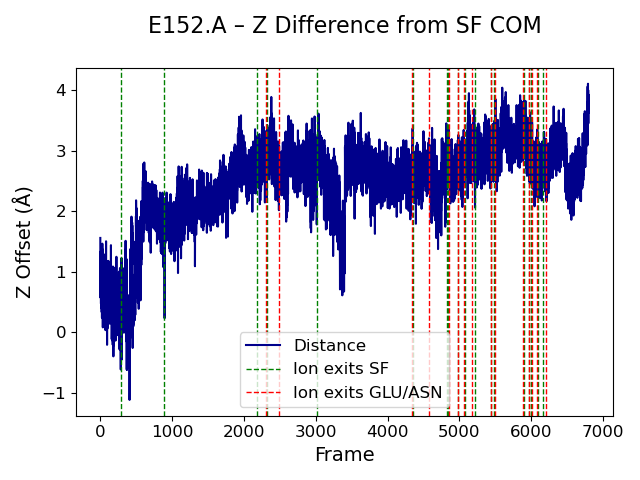 E152.A – Z Difference from SF COM
Z Offset (Å)
4
3
2
1
0
−1
Distance
Ion exits SF
Ion exits GLU/ASN
0 1000 2000 3000 4000 5000 6000 7000
Frame